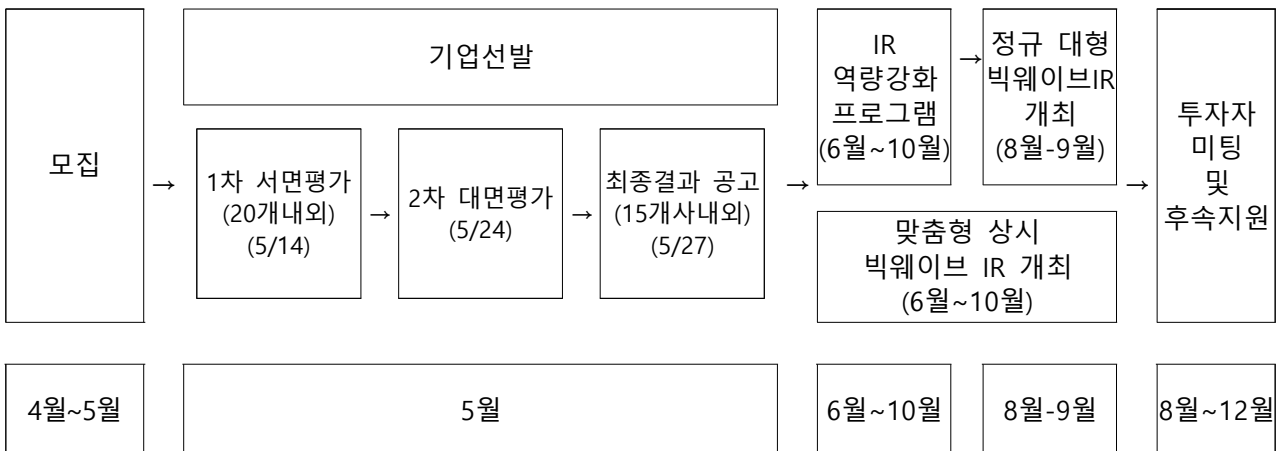 모집
→
기업선발
1차 서면평가
(20개내외)
(5/14)
→
2차 대면평가
(5/24)
→
최종결과 공고
(15개사내외)
(5/27)
→
IR
역량강화
프로그램
(6월~10월)
→
정규 대형
빅웨이브IR
개최
(8월-9월)
맞춤형 상시
빅웨이브 IR 개최
(6월~10월)
→
투자자
미팅
및
후속지원
4월~5월
5월
6월~10월
8월-9월
8월~12월